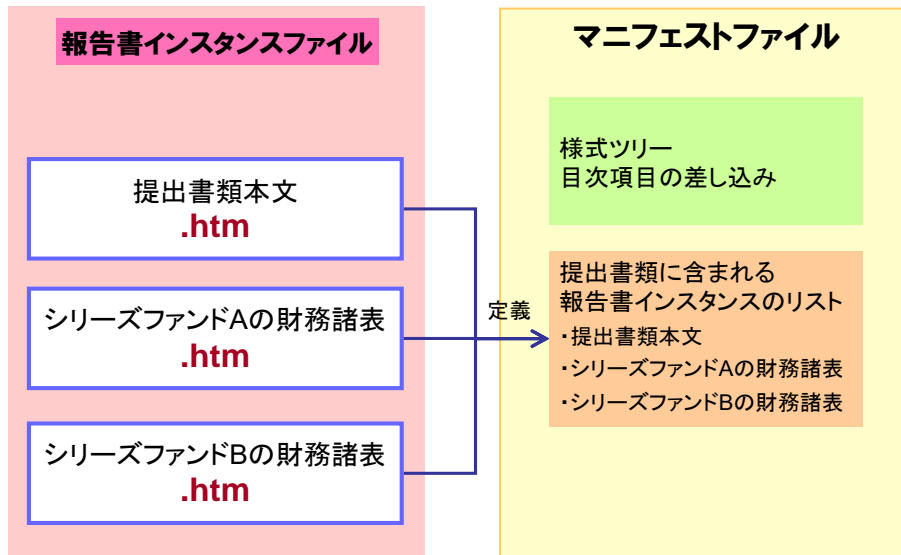 報告書インスタンスファイル
提出書類本文
.htm
シリーズファンドAの財務諸表
.htm
シリーズファンドBの財務諸表
.htm
定義
マニフェストファイル
様式ツリー
目次項目の差し込み
提出書類に含まれる
報告書インスタンスのリスト
・提出書類本文
・シリーズファンドAの財務諸表
・シリーズファンドBの財務諸表